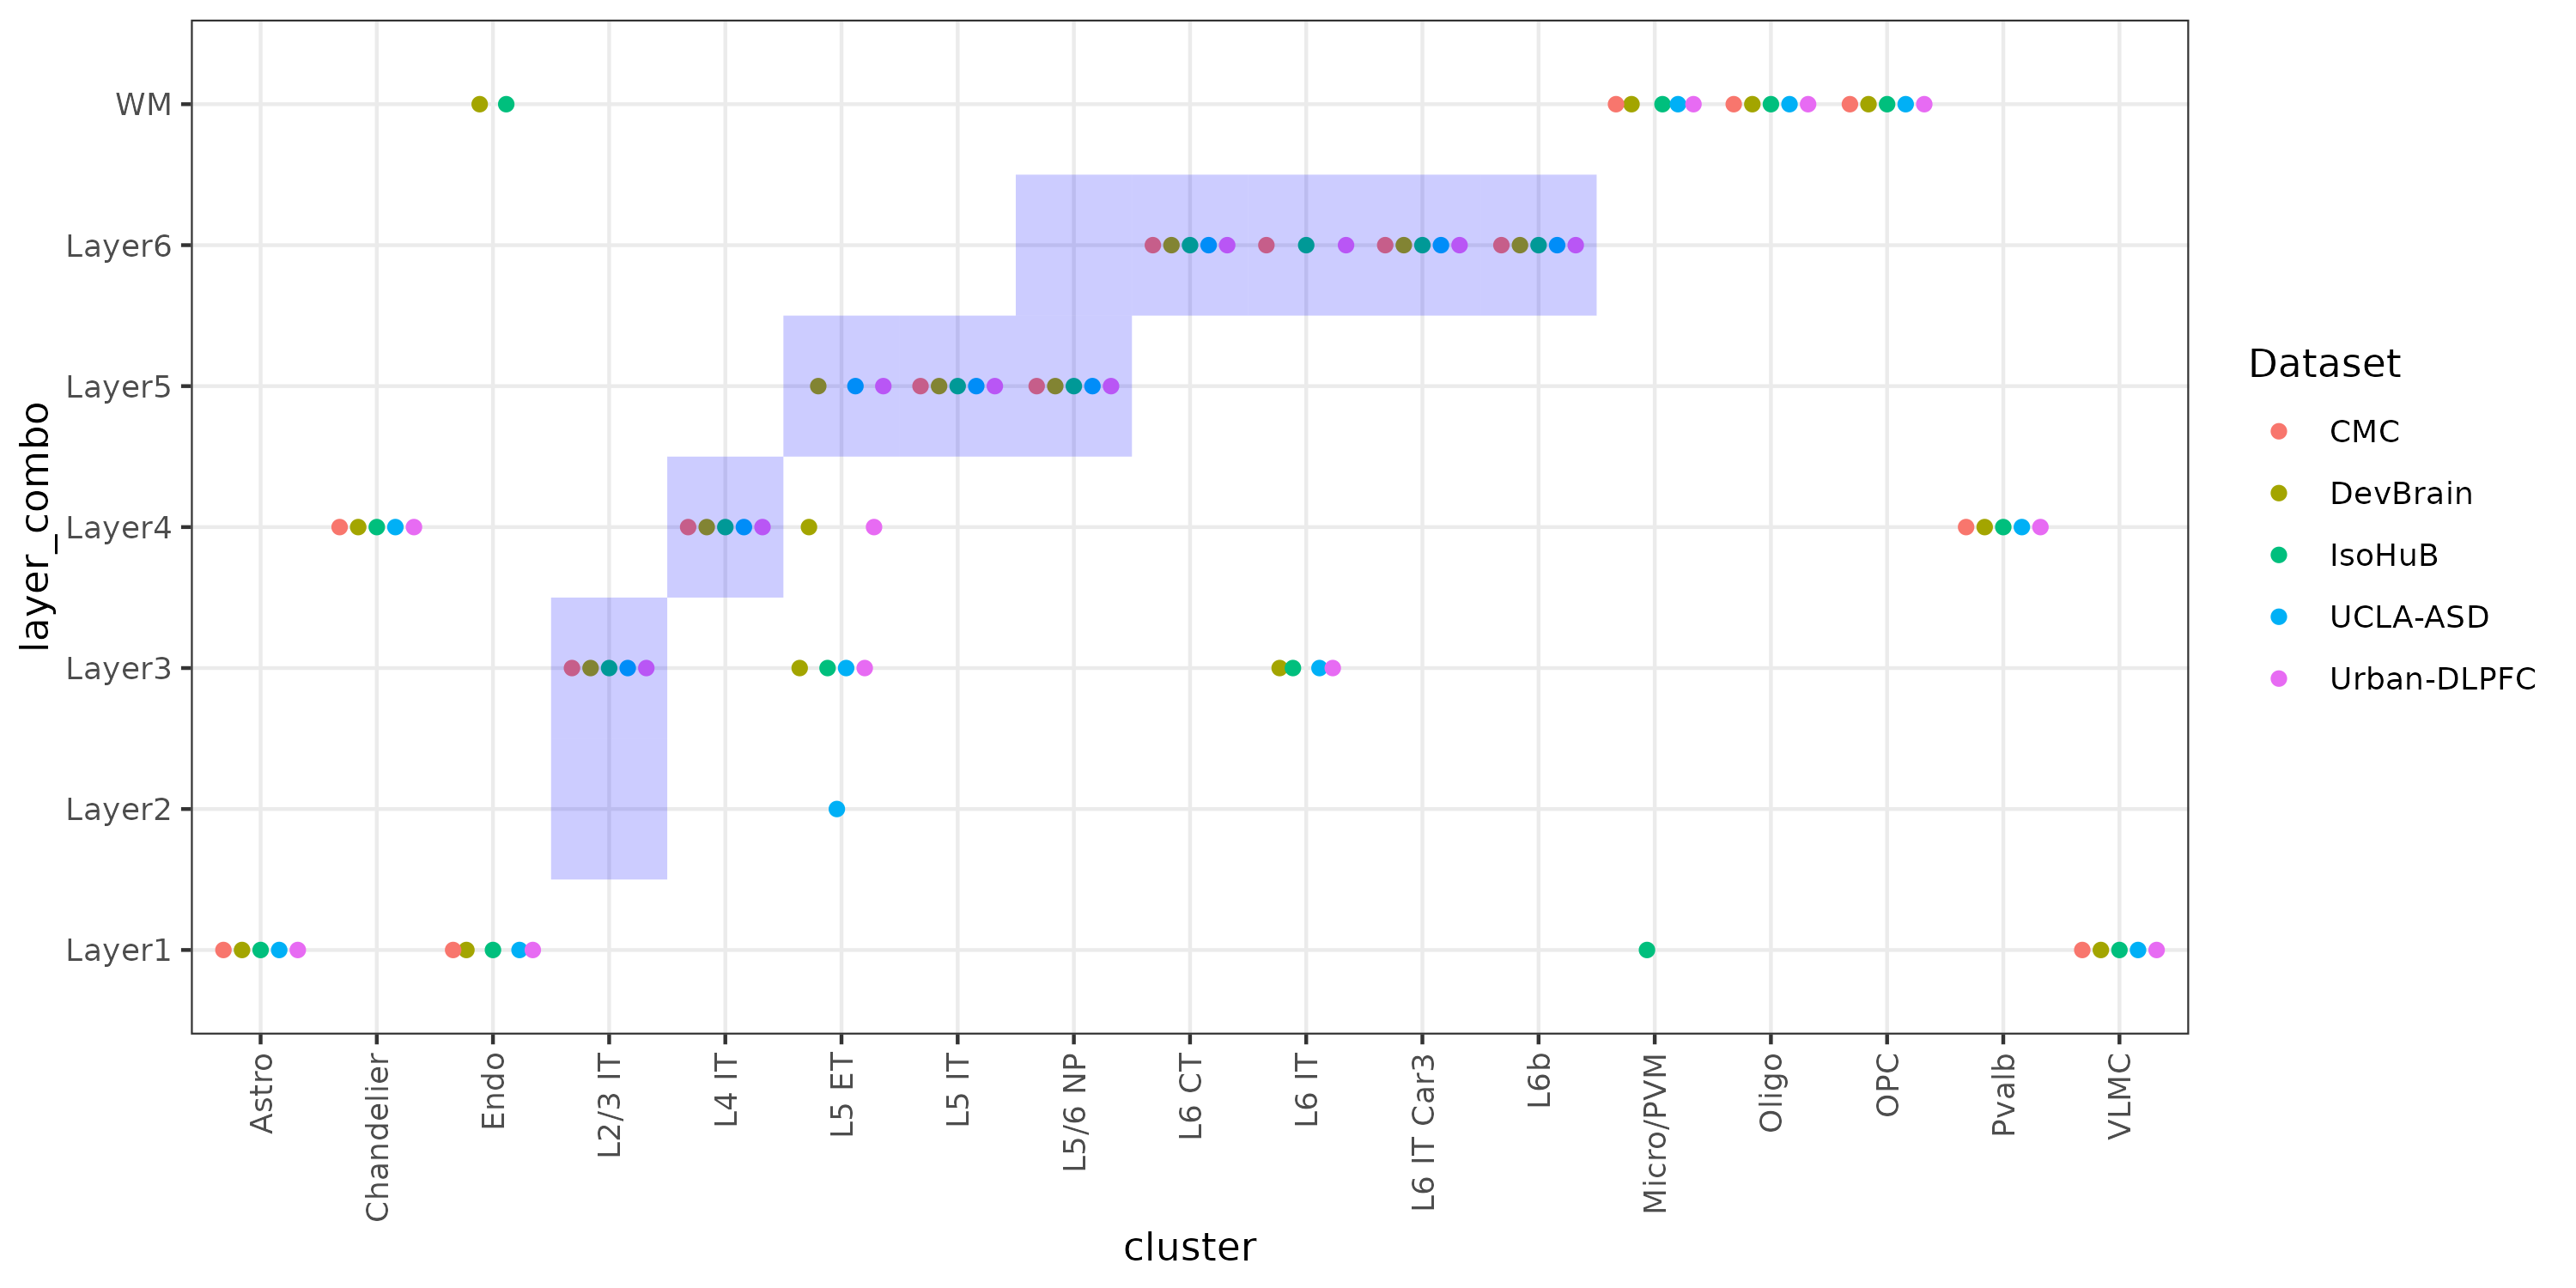 layer_combo
WM
Layer6
Layer5
Layer4
Layer3
Layer2
Layer1
Astro
Chandelier
Endo
L2/3 IT
L4 IT
L5 ET
L5 IT
L5/6 NP
L6 CT
L6 IT
L6 IT Car3
L6b
Micro/PVM
Oligo
OPC
Pvalb
VLMC
cluster
Dataset
CMC
DevBrain
IsoHuB
UCLA-ASD
Urban-DLPFC